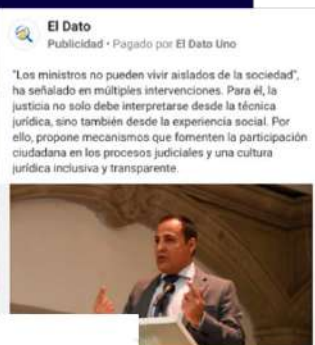 El Dato
Publicidad • Pagado por El Dato Uno
"Los ministros no pueden vivir aislados de la sociedad",
ha señalado en múltiples intervenciones. Para él, la
justicia no solo debe interpretarse desde la técnica
jurídica, sino también desde la experiencia social. Por
ello, propone mecanismos que fomenten la participación
ciudadana en los procesos judiciales y una cultura
jurídica inclusiva y transparente.